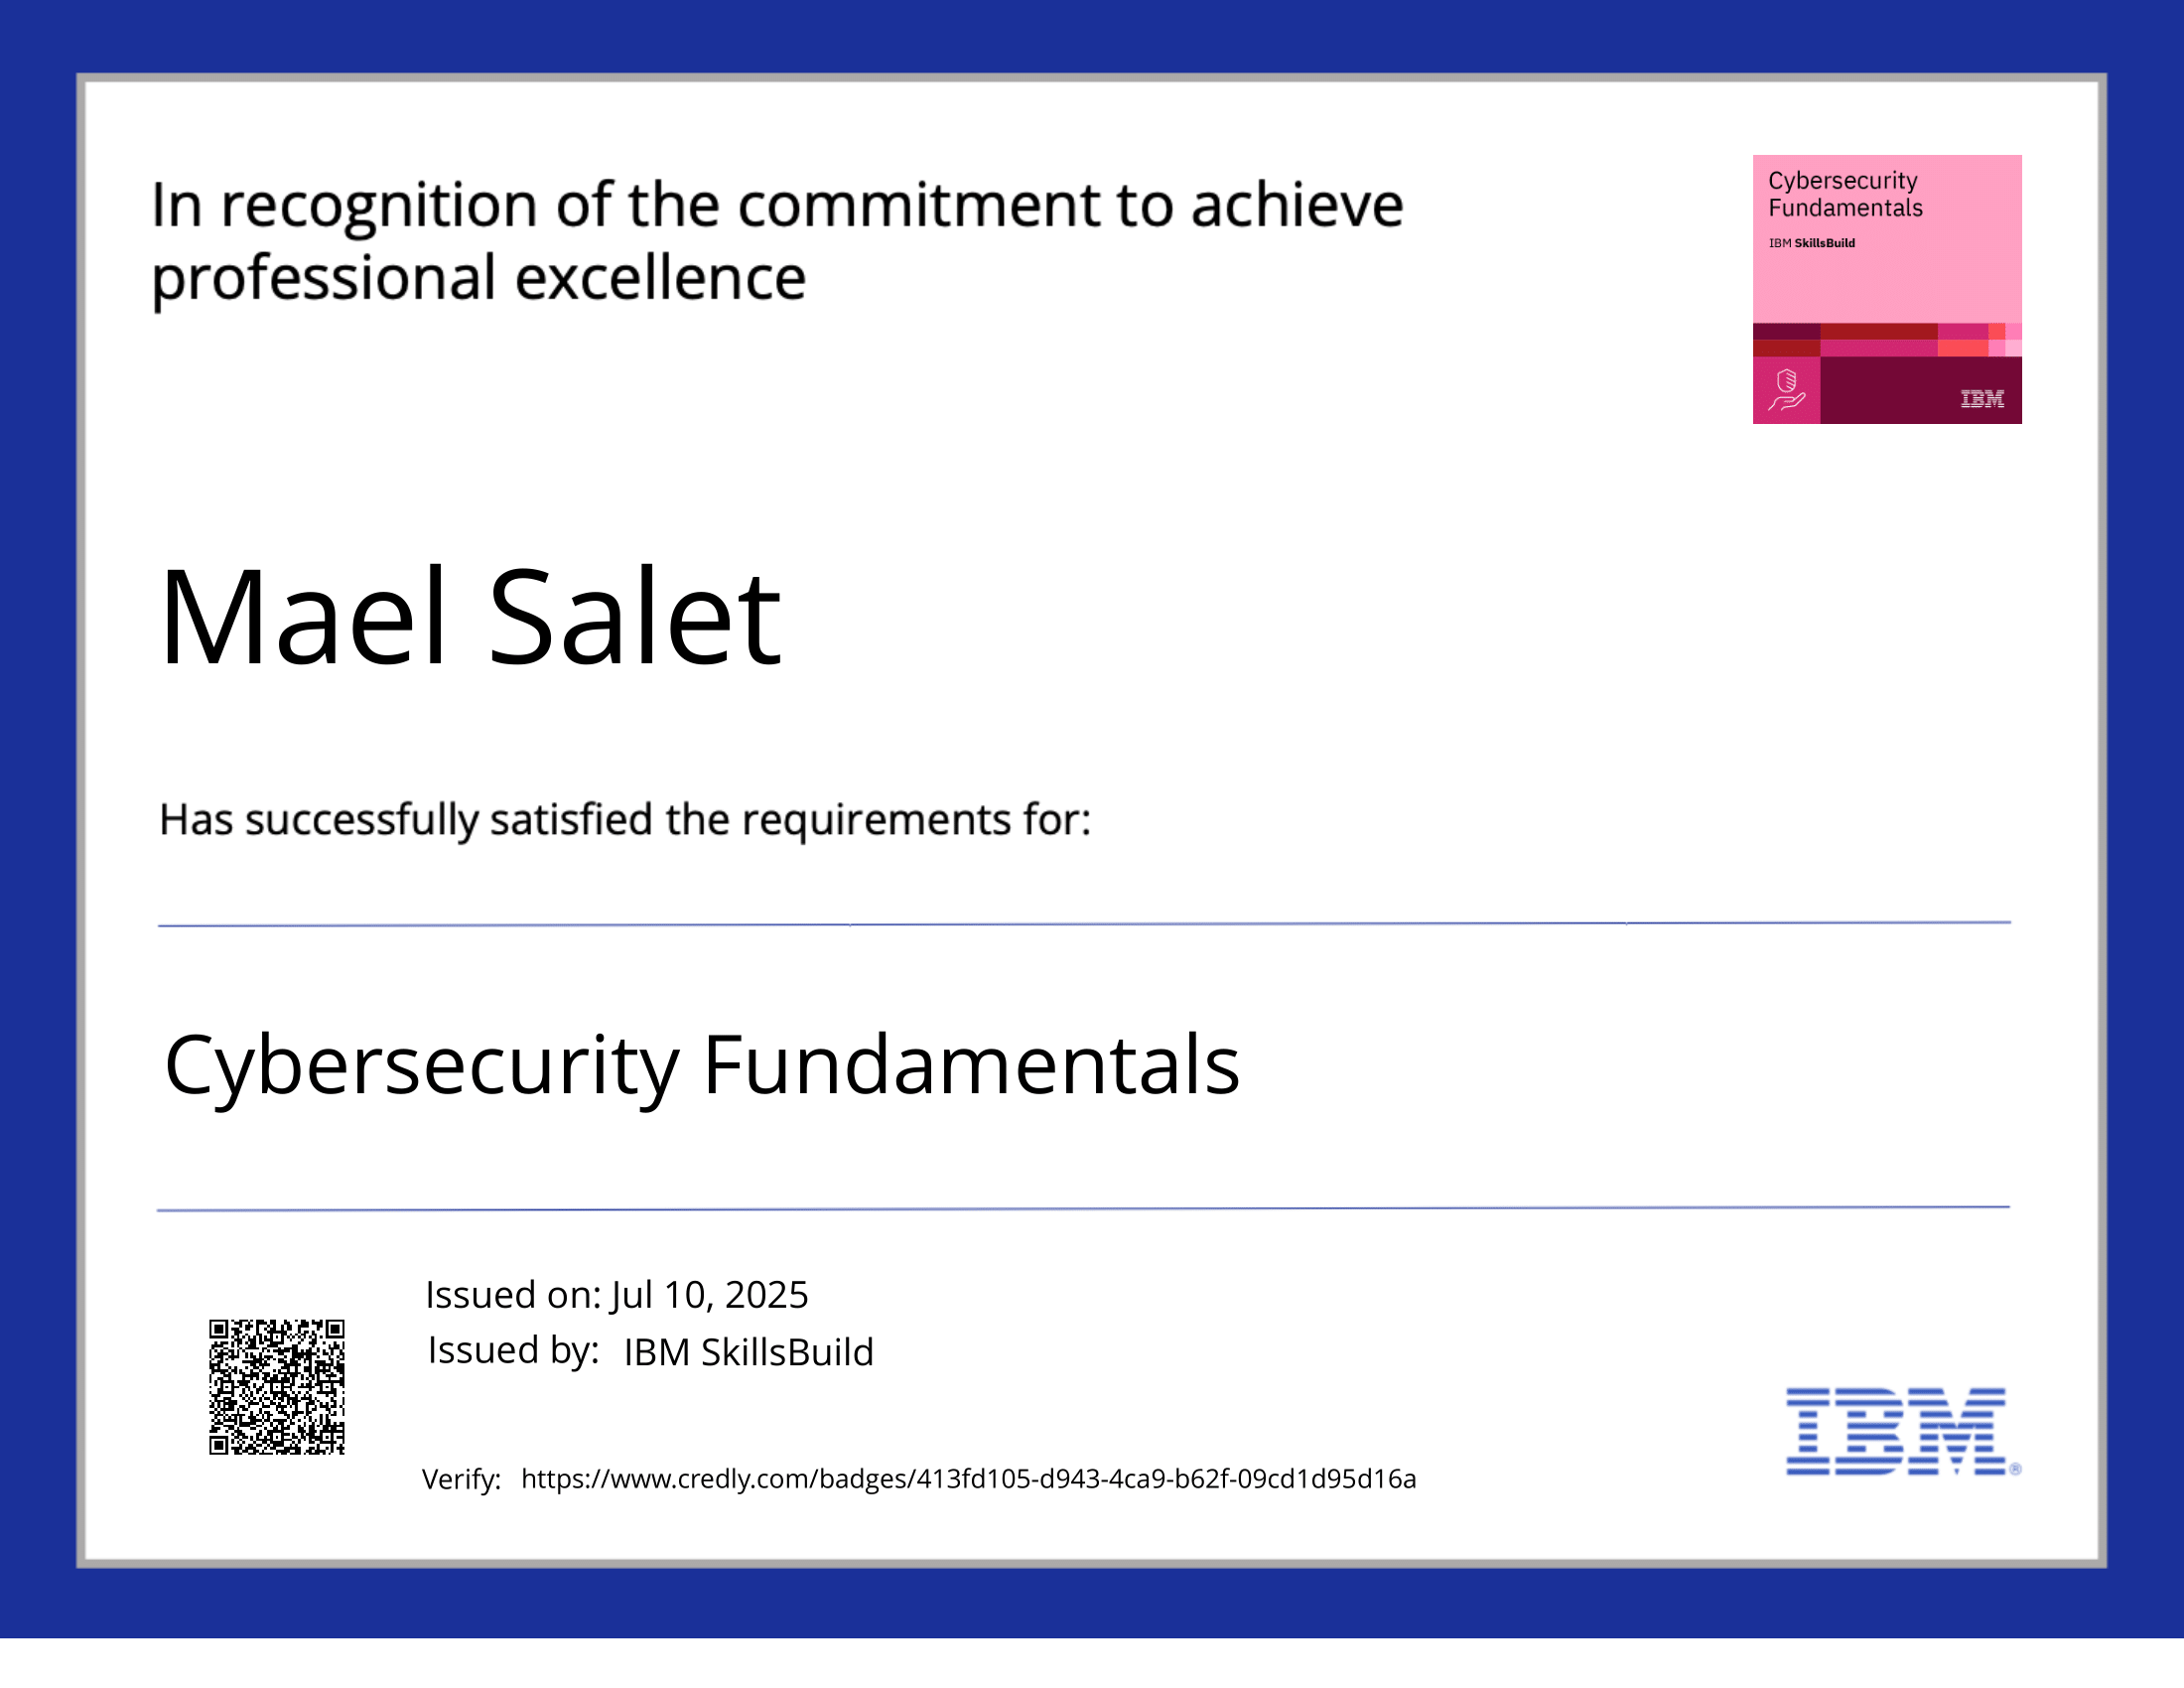 In recognition of the commitment to achieve
professional excellence
Cybersecurity
Fundamentals
IBM SkillsBuild
IBM
Mael Salet
Has successfully satisfied the requirements for:
Cybersecurity Fundamentals
Issued on: Jul 10, 2025
Issued by: IBM SkillsBuild
Verify: https://www.credly.com/badges/413fd105-d943-4ca9-b62f-09cd1d95d16a
IBM®